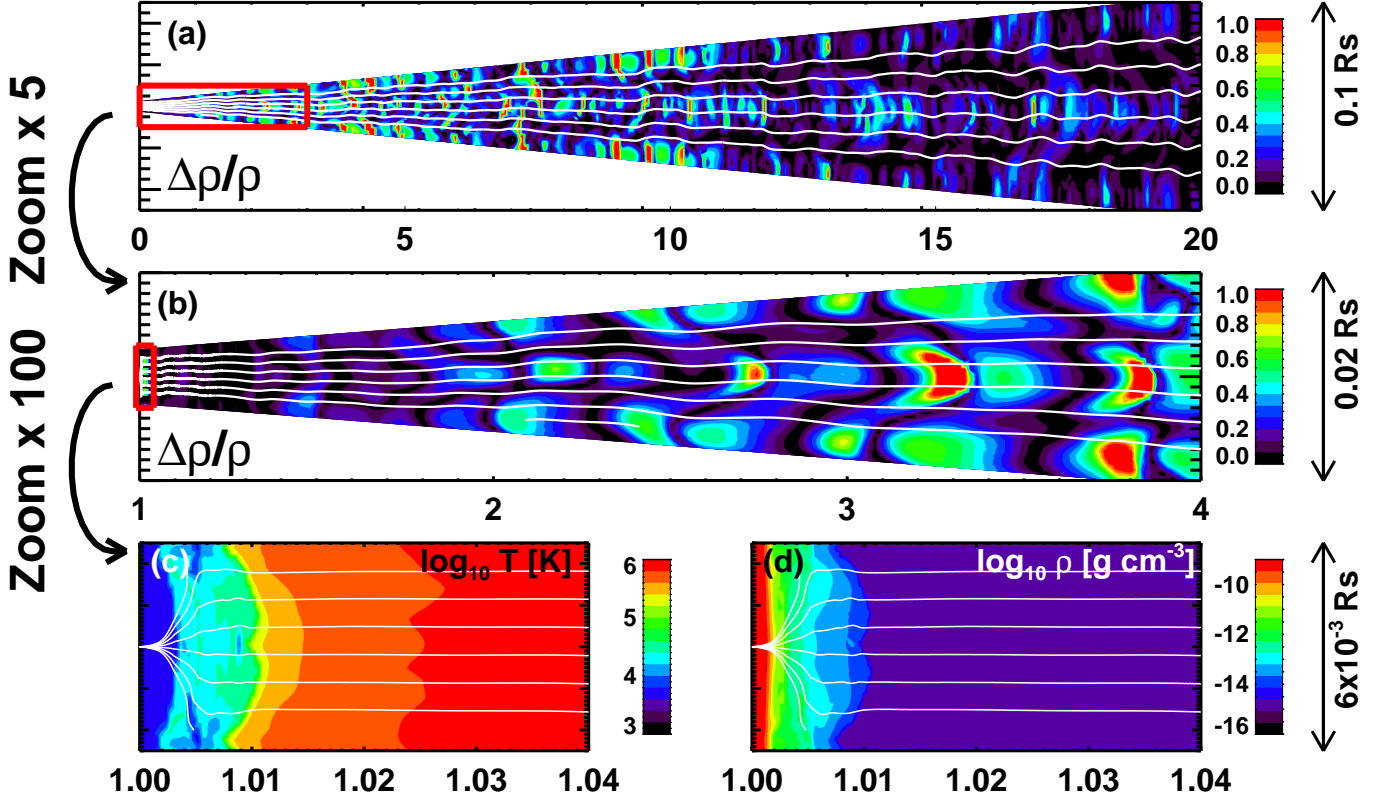 (a)
Δρ/ρ
1.0
0.8
0.6
0.4
0.2
0.0
0.1 Rs
0 5 10 15 20
Zoom x 5
(b)
Δρ/ρ
1.0
0.8
0.6
0.4
0.2
0.0
0.02 Rs
1 2 3 4
Zoom x 100
(c)
log₁₀ T [K]
6
5
4
3
1.00 1.01 1.02 1.03 1.04
(d)
log₁₀ ρ [g cm⁻³]
-10
-12
-14
-16
6x10⁻³ Rs
1.00 1.01 1.02 1.03 1.04